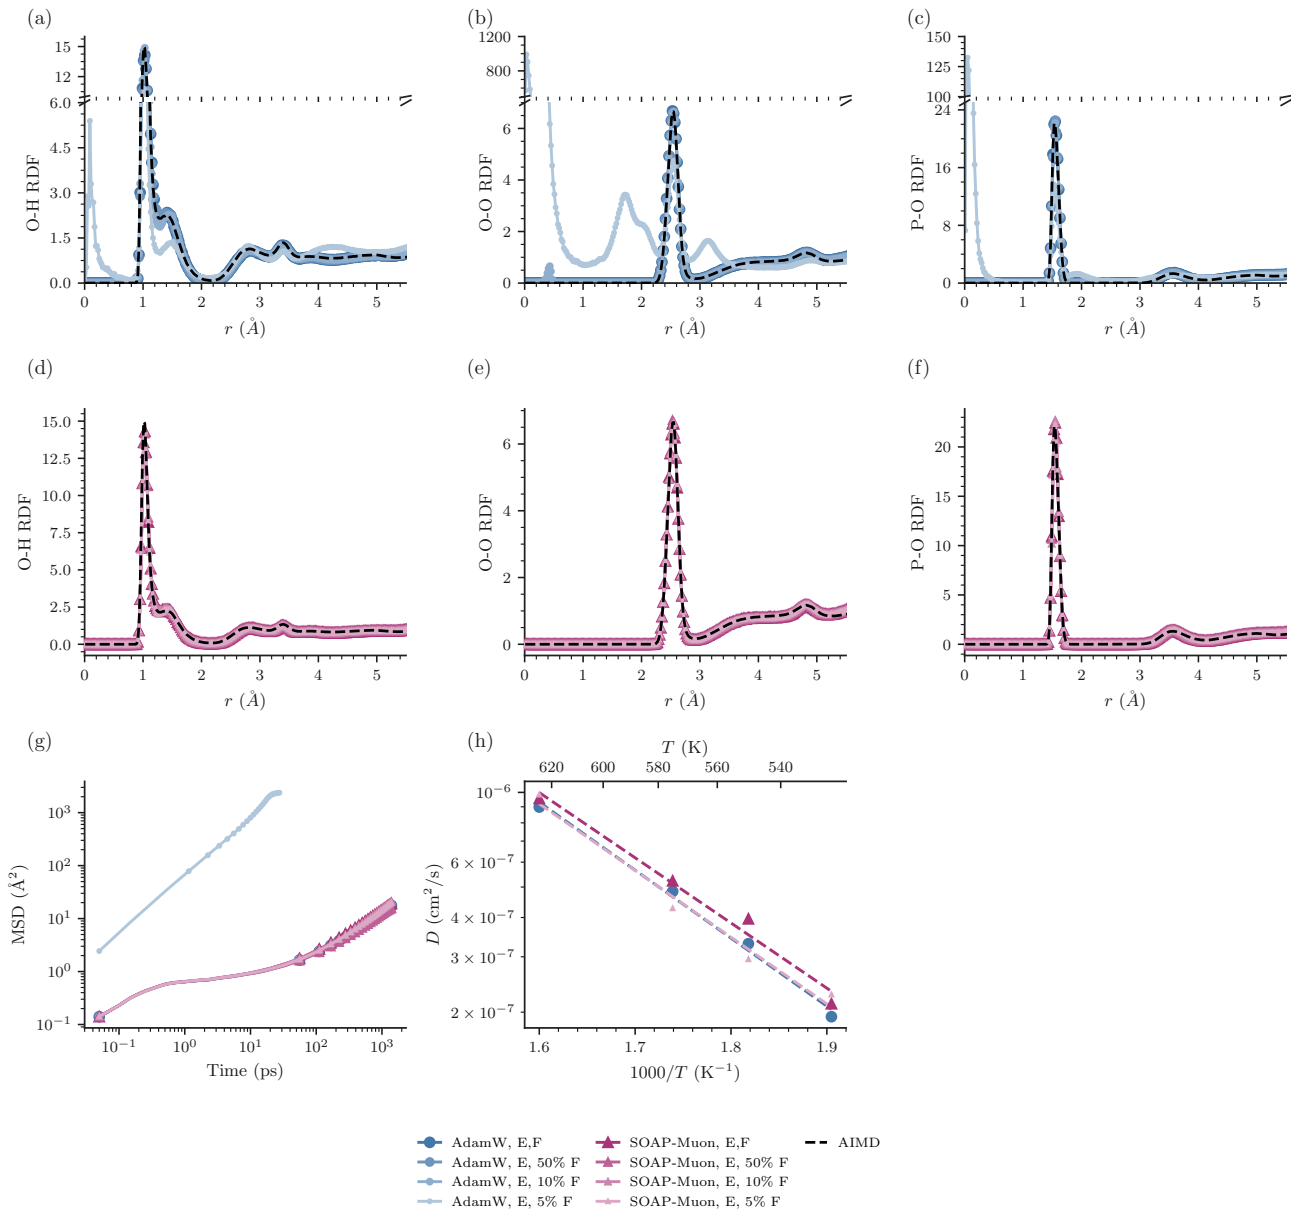 (a)
(b)
(c)
15
12
6.0
4.5
3.0
1.5
0.0
O-H RDF
0 1 2 3 4 5
r (Å)
1200
800
6
4
2
0
O-O RDF
0 1 2 3 4 5
r (Å)
150
125
100
24
16
8
0
P-O RDF
0 1 2 3 4 5
r (Å)
(d)
(e)
(f)
15.0
12.5
10.0
7.5
5.0
2.5
0.0
O-H RDF
0 1 2 3 4 5
r (Å)
6
4
2
0
O-O RDF
0 1 2 3 4 5
r (Å)
20
15
10
5
0
P-O RDF
0 1 2 3 4 5
r (Å)
(g)
(h)
10³
10²
10¹
10⁰
10⁻¹
MSD (Å²)
10⁻¹ 10⁰ 10¹ 10² 10³
Time (ps)
T (K)
620 600 580 560 540
10⁻⁶
6 × 10⁻⁷
4 × 10⁻⁷
3 × 10⁻⁷
2 × 10⁻⁷
D (cm²/s)
1.6 1.7 1.8 1.9
1000/T (K⁻¹)
AdamW, E,F
AdamW, E, 50% F
AdamW, E, 10% F
AdamW, E, 5% F
SOAP-Muon, E,F
SOAP-Muon, E, 50% F
SOAP-Muon, E, 10% F
SOAP-Muon, E, 5% F
AIMD